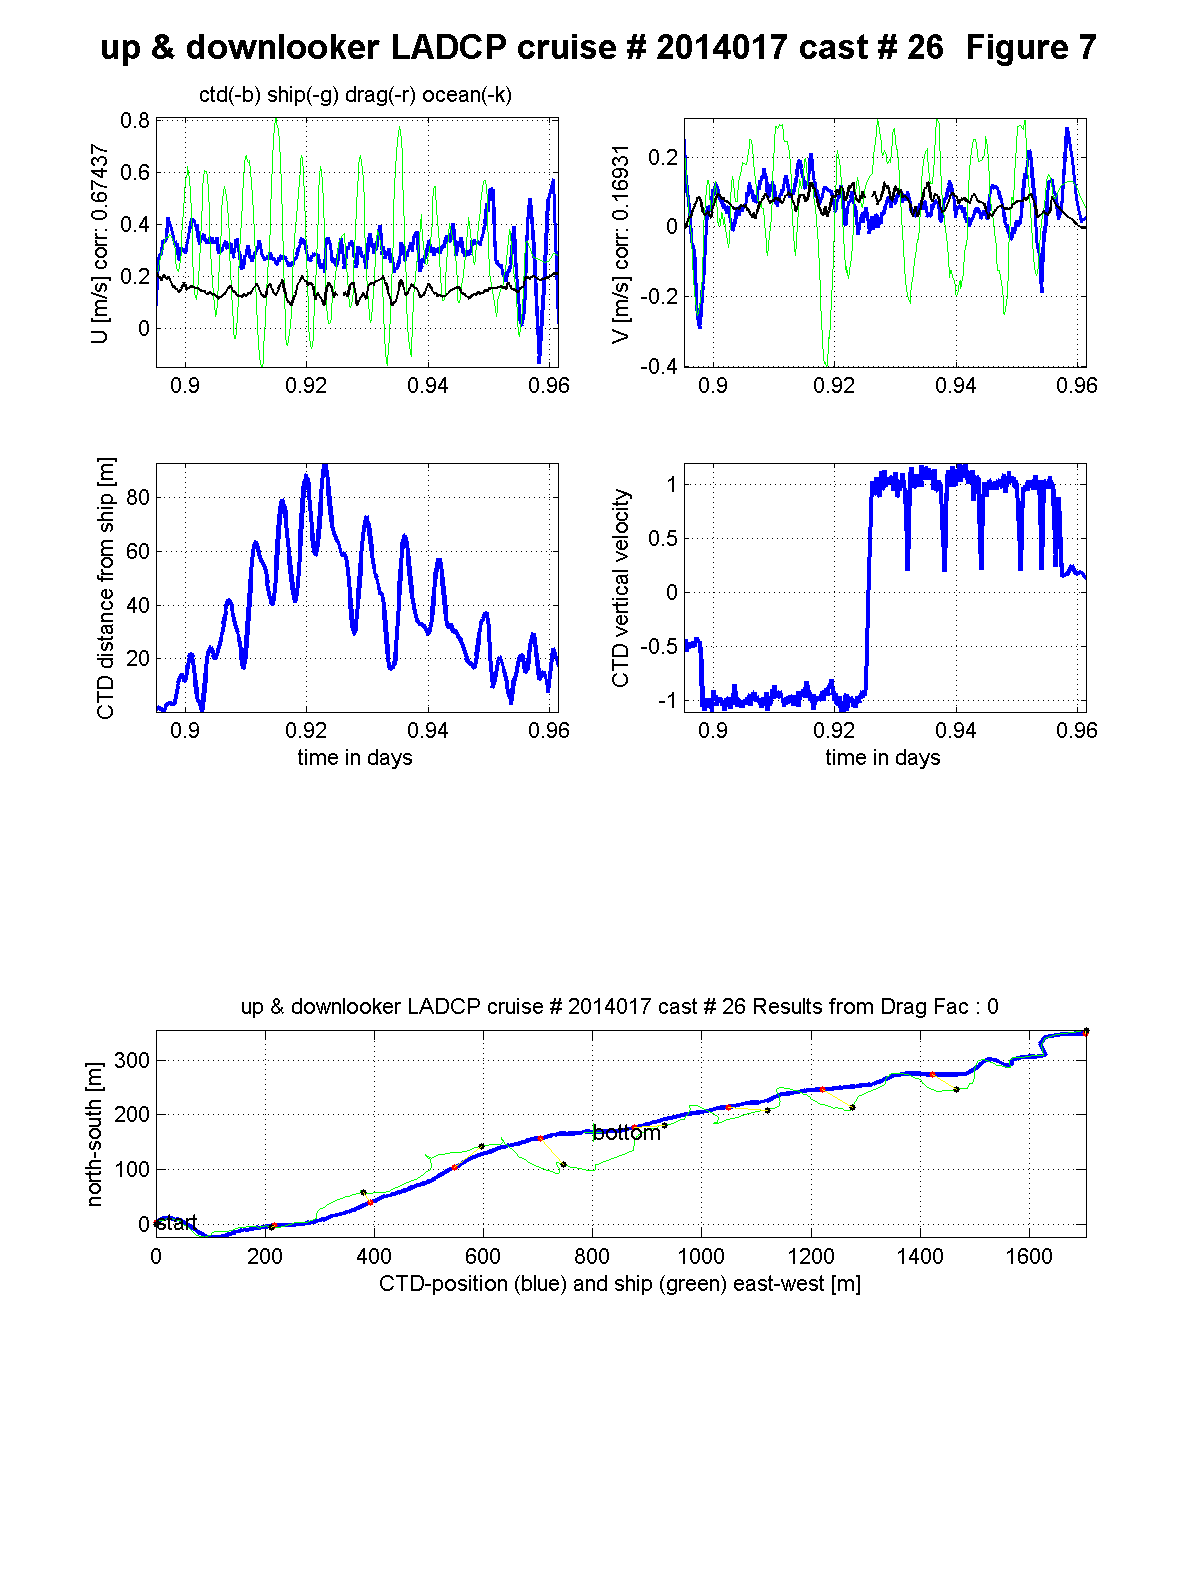 up & downlooker LADCP cruise # 2014017 cast # 26  Figure 7
ctd(-b) ship(-g) drag(-r) ocean(-k)
U [m/s] corr: 0.67437
0.8
0.6
0.4
0.2
0
0.9 0.92 0.94 0.96
V [m/s] corr: 0.16931
0.2
0
-0.2
-0.4
0.9 0.92 0.94 0.96
CTD distance from ship [m]
80
60
40
20
0.9 0.92 0.94 0.96
time in days
CTD vertical velocity
1
0.5
0
-0.5
-1
0.9 0.92 0.94 0.96
time in days
up & downlooker LADCP cruise # 2014017 cast # 26 Results from Drag Fac : 0
north-south [m]
300
200
100
0
start
bottom
0 200 400 600 800 1000 1200 1400 1600
CTD-position (blue) and ship (green) east-west [m]